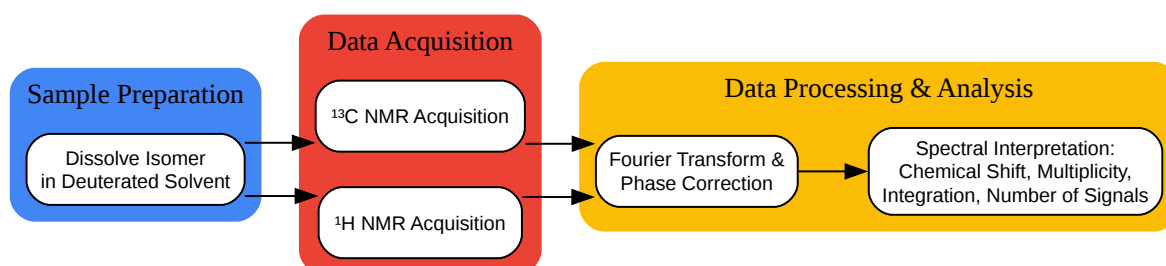 Sample Preparation
Dissolve Isomer
in Deuterated Solvent
Data Acquisition
¹³C NMR Acquisition
¹H NMR Acquisition
Data Processing & Analysis
Fourier Transform &
Phase Correction
Spectral Interpretation:
Chemical Shift, Multiplicity,
Integration, Number of Signals